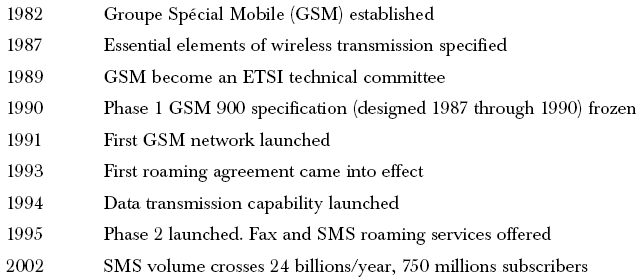 1982 Groupe Spécial Mobile (GSM) established
1987 Essential elements of wireless transmission specified
1989 GSM become an ETSI technical committee
1990 Phase 1 GSM 900 specification (designed 1987 through 1990) frozen
1991 First GSM network launched
1993 First roaming agreement came into effect
1994 Data transmission capability launched
1995 Phase 2 launched. Fax and SMS roaming services offered
2002 SMS volume crosses 24 billions/year, 750 millions subscribers